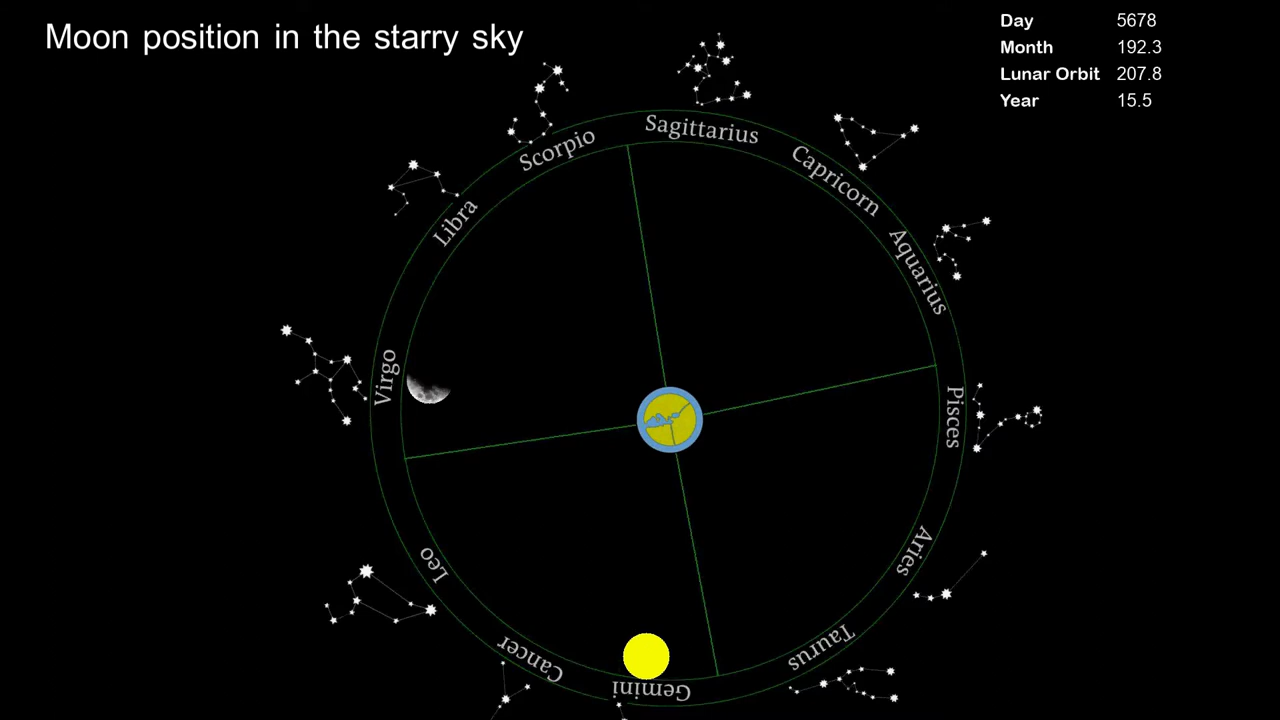 Moon position in the starry sky
Day 5678
Month 192.3
Lunar Orbit 207.8
Year 15.5
Sagittarius
Scorpio
Capricorn
Libra
Aquarius
Virgo
Pisces
Leo
Aries
Cancer
Taurus
Gemini